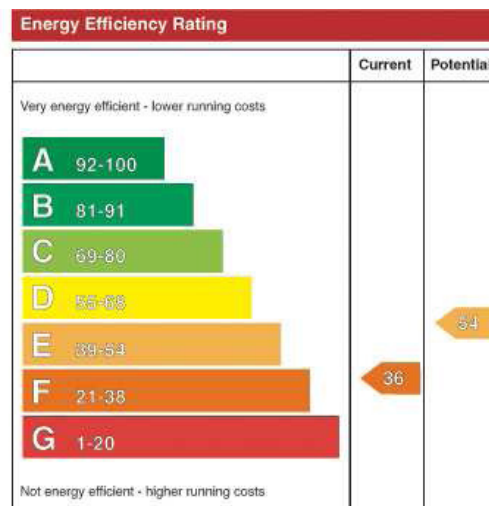 Energy Efficiency Rating
Current Potential
Very energy efficient - lower running costs
A 92-100
B 81-91
C 69-80
D 55-68
E 39-54
54
F 21-38
36
G 1-20
Not energy efficient - higher running costs